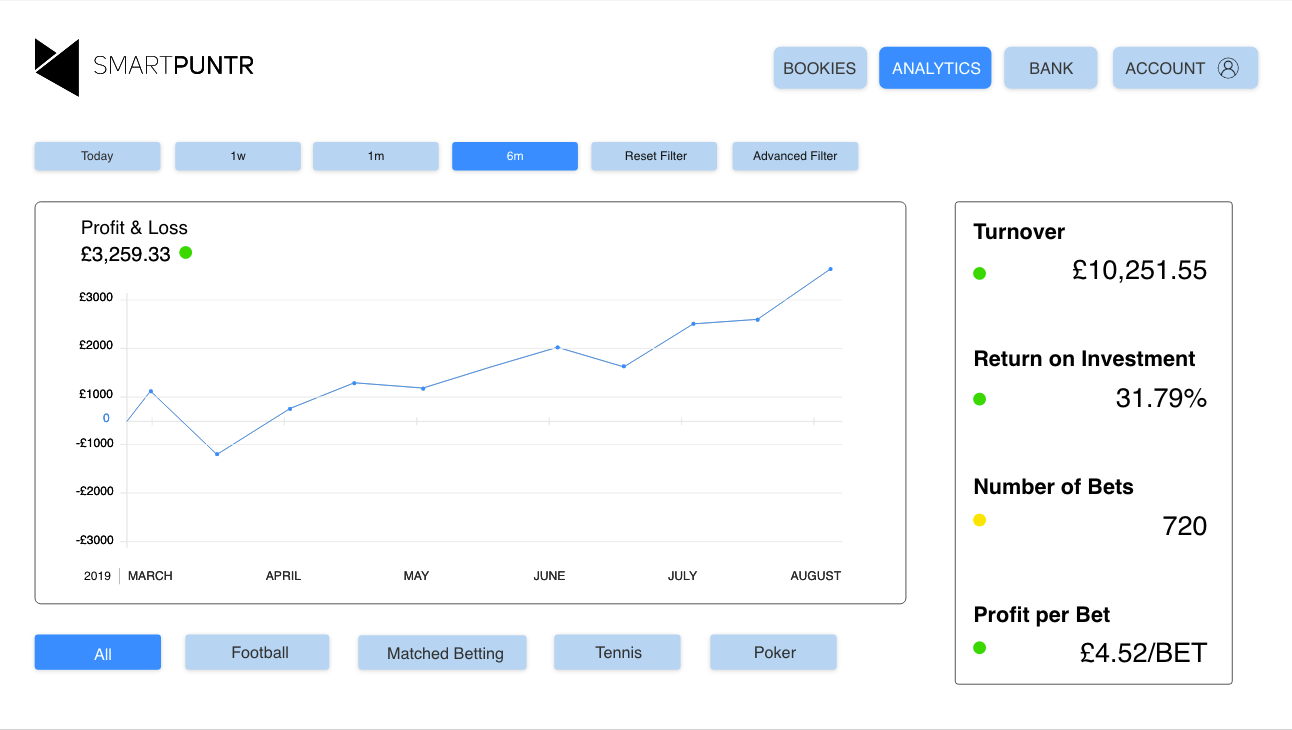 SMARTPUNTR
BOOKIES ANALYTICS BANK ACCOUNT
Today 1w 1m 6m Reset Filter Advanced Filter
Profit & Loss
£3,259.33
£3000
£2000
£1000
0
-£1000
-£2000
-£3000
2019 MARCH APRIL MAY JUNE JULY AUGUST
Turnover
£10,251.55
Return on Investment
31.79%
Number of Bets
720
Profit per Bet
£4.52/BET
All Football Matched Betting Tennis Poker